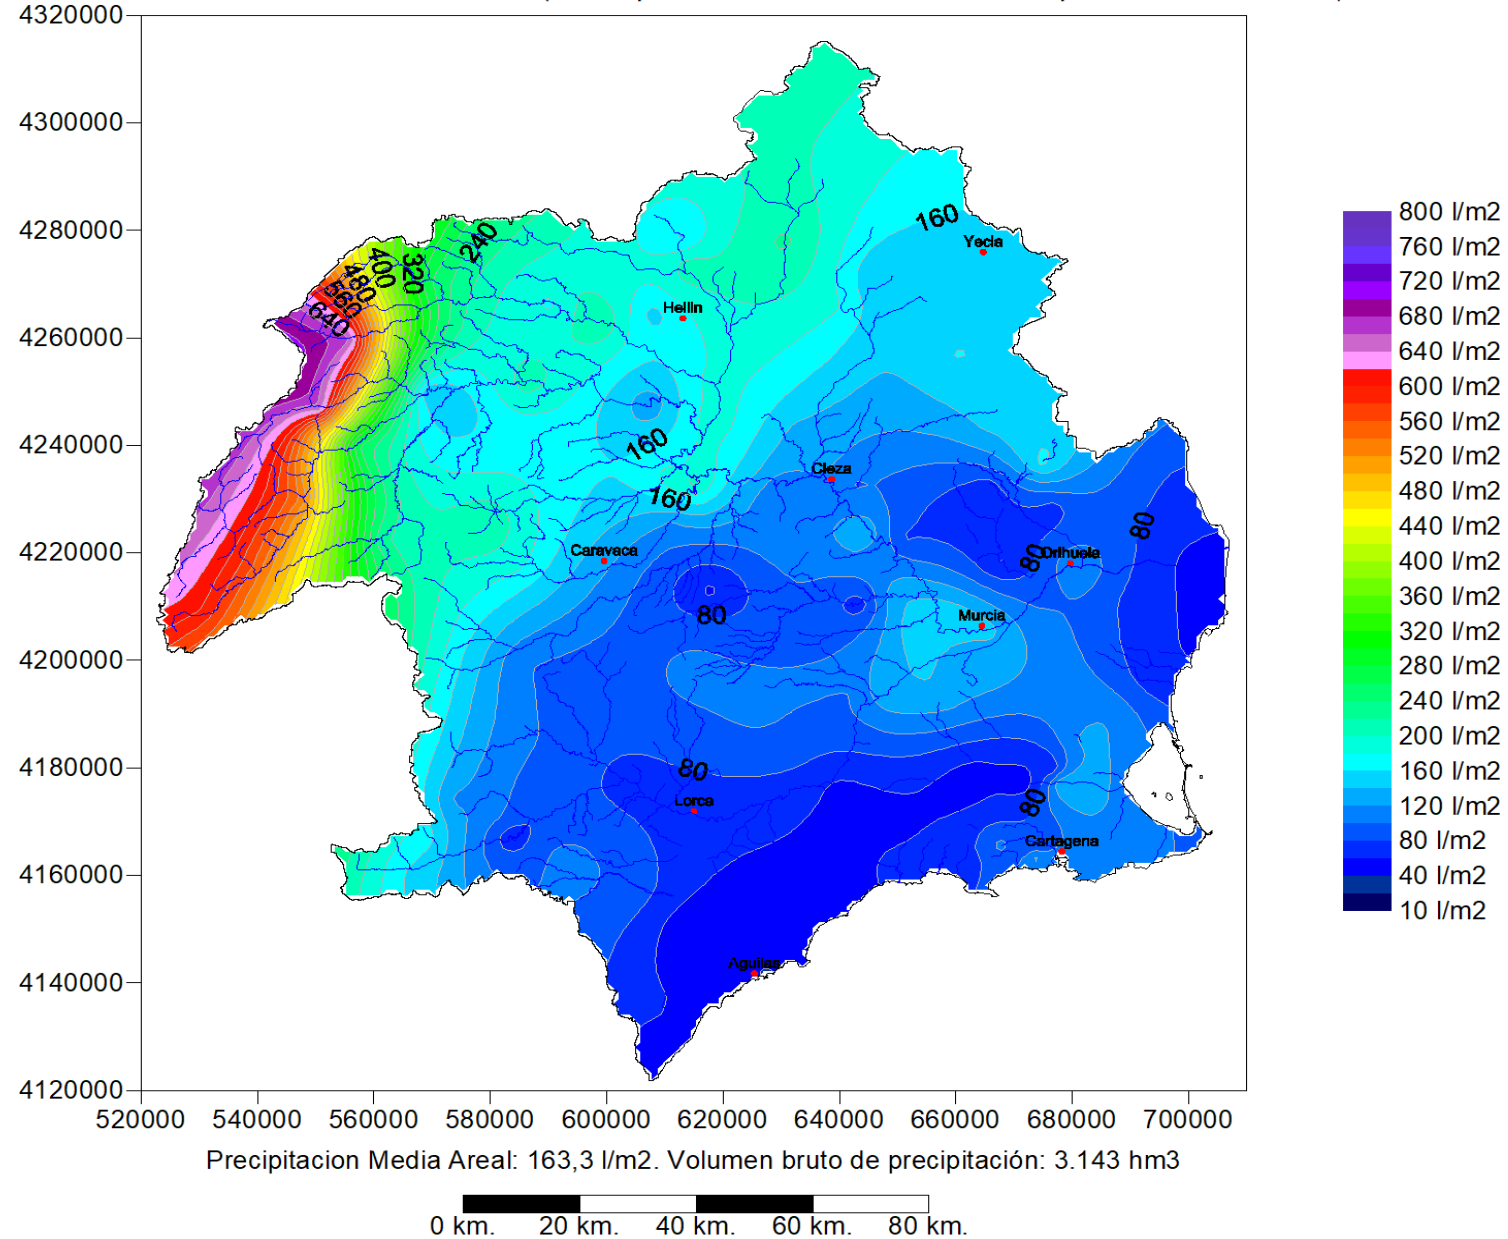 4320000
4300000
4280000
4260000
4240000
4220000
4200000
4180000
4160000
4140000
4120000
520000 540000 560000 580000 600000 620000 640000 660000 680000 700000
160
Yecla
240
320
400
480
560
640
Hellin
160
160
Cieza
80
Caravaca
80
Orihuela
80
Murcia
80
Lorca
80
Cartagena
Aguilas
800 l/m2
760 l/m2
720 l/m2
680 l/m2
640 l/m2
600 l/m2
560 l/m2
520 l/m2
480 l/m2
440 l/m2
400 l/m2
360 l/m2
320 l/m2
280 l/m2
240 l/m2
200 l/m2
160 l/m2
120 l/m2
80 l/m2
40 l/m2
10 l/m2
Precipitacion Media Areal: 163,3 l/m2. Volumen bruto de precipitación: 3.143 hm3
0 km. 20 km. 40 km. 60 km. 80 km.